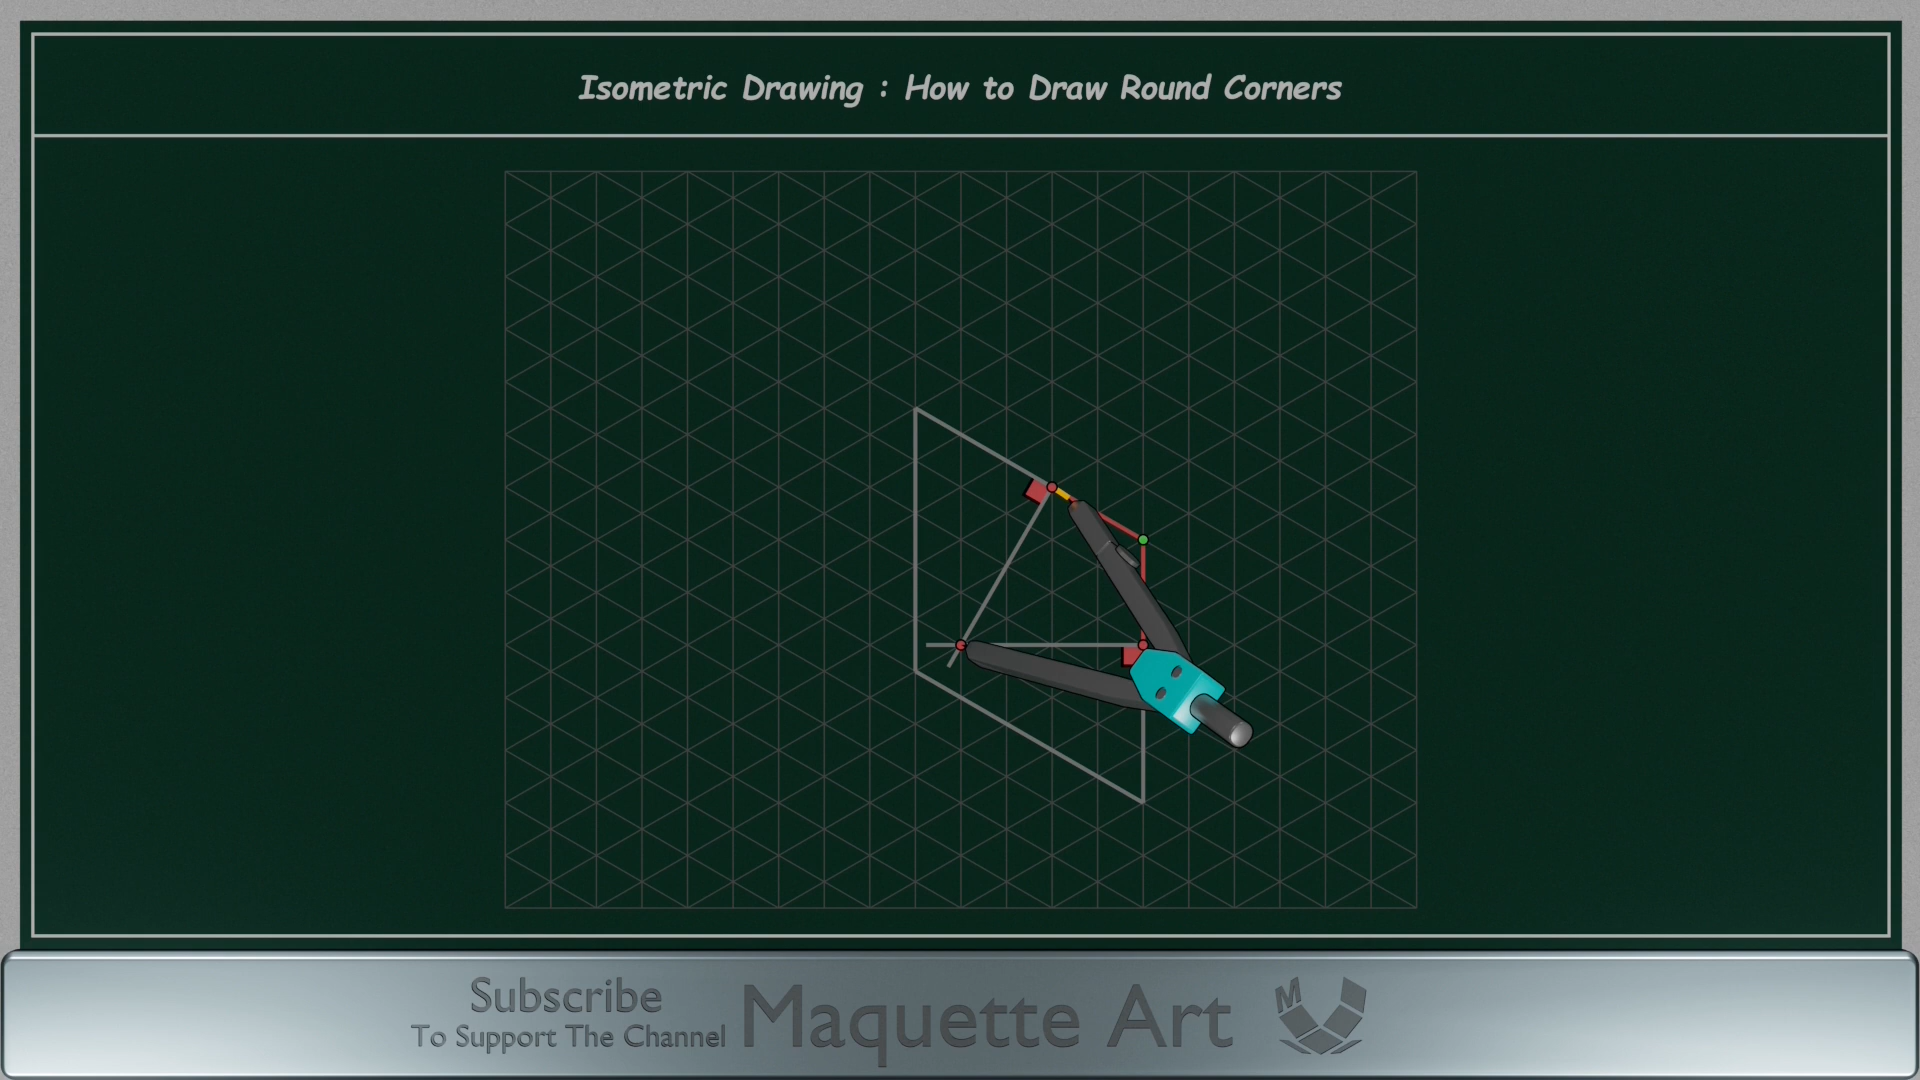 Isometric Drawing : How to Draw Round Corners
Subscribe
To Support The Channel
Maquette Art
M